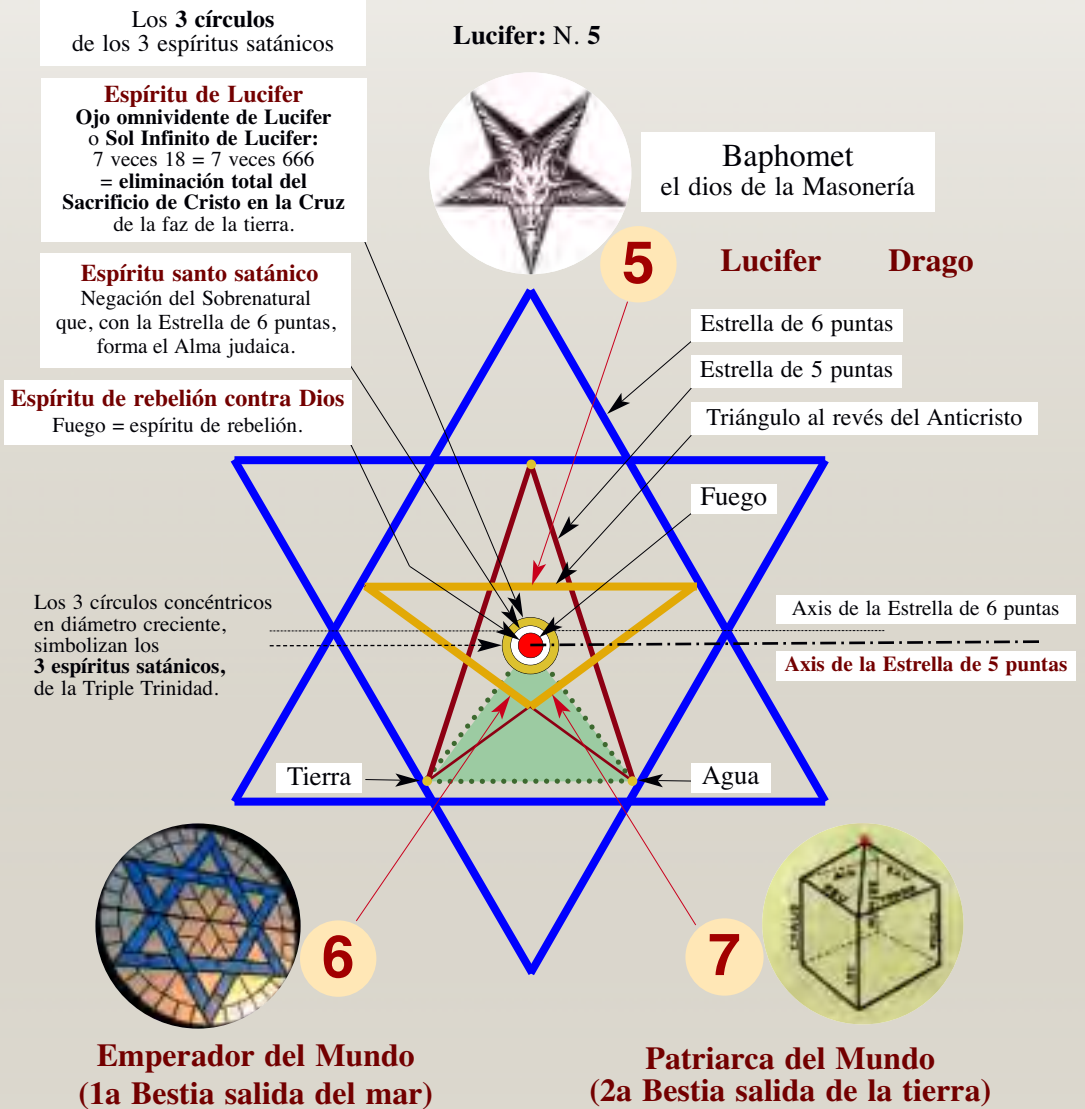 Los 3 círculos
de los 3 espíritus satánicos
Lucifer: N. 5
Espíritu de Lucifer
Ojo omnividente de Lucifer
o Sol Infinito de Lucifer:
7 veces 18 = 7 veces 666
= eliminación total del
Sacrificio de Cristo en la Cruz
de la faz de la tierra.
Baphomet
el dios de la Masonería
5
Lucifer Drago
Espíritu santo satánico
Negación del Sobrenatural
que, con la Estrella de 6 puntas,
forma el Alma judaica.
Espíritu de rebelión contra Dios
Fuego = espíritu de rebelión.
Estrella de 6 puntas
Estrella de 5 puntas
Triángulo al revés del Anticristo
Fuego
Los 3 círculos concéntricos
en diámetro creciente,
simbolizan los
3 espíritus satánicos,
de la Triple Trinidad.
Axis de la Estrella de 6 puntas
Axis de la Estrella de 5 puntas
Tierra
Agua
6
7
Emperador del Mundo
(1a Bestia salida del mar)
Patriarca del Mundo
(2a Bestia salida de la tierra)